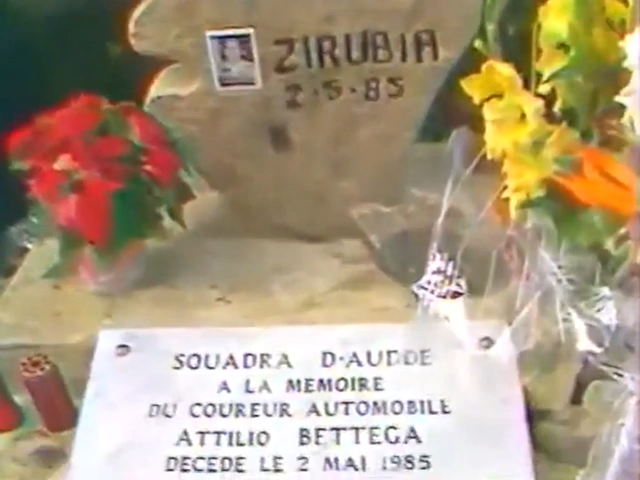 ZIRUBIA
2·5·85
SQUADRA D·AUDDE
A LA MEMOIRE
DU COUREUR AUTOMOBILE
ATTILIO BETTEGA
DECEDE LE 2 MAI 1985